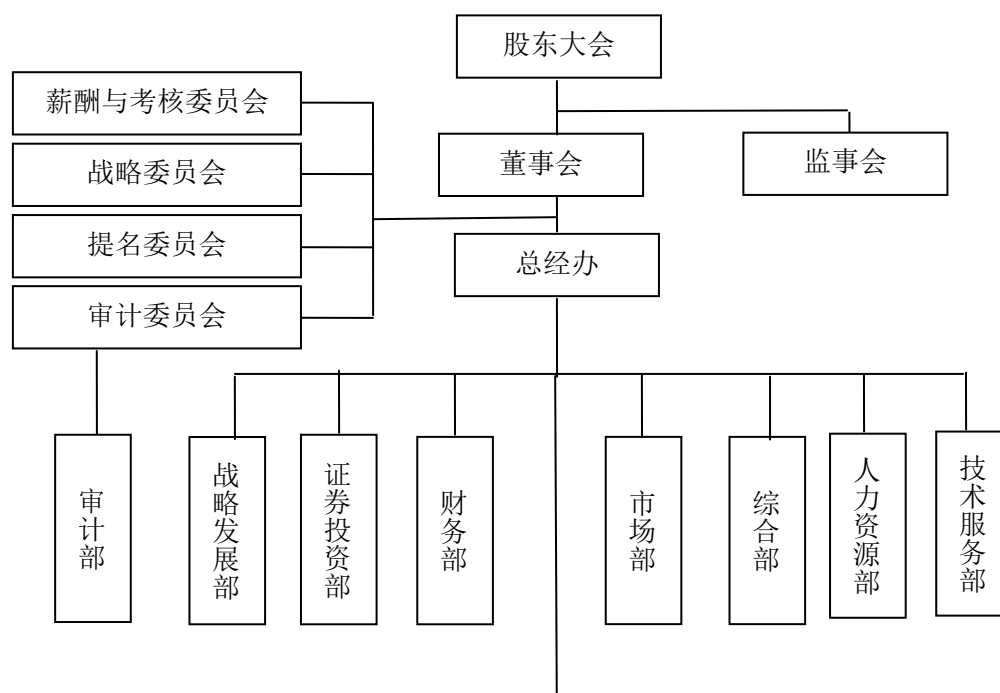 股东大会
薪酬与考核委员会
战略委员会
提名委员会
审计委员会
董事会
监事会
总经办
审计部
战略发展部
证券投资部
财务部
市场部
综合部
人力资源部
技术服务部